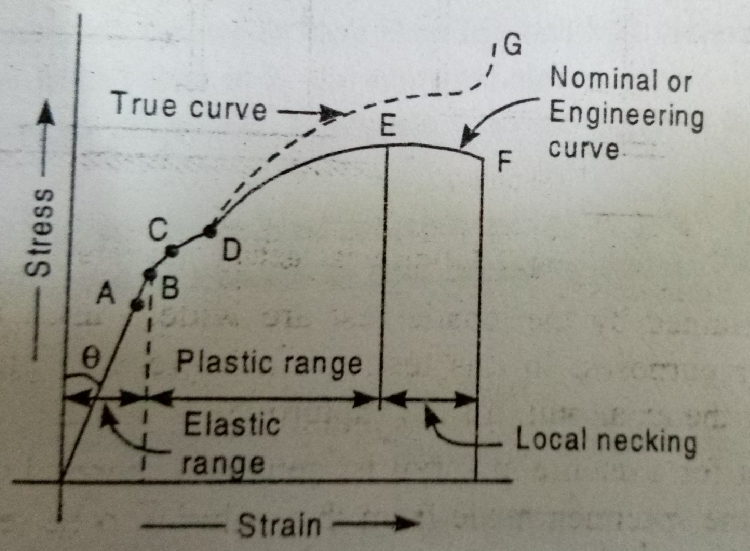 G
True curve
Nominal or
Engineering
curve
E
F
C
D
A
B
Stress
θ
Plastic range
Elastic
range
Local necking
Strain